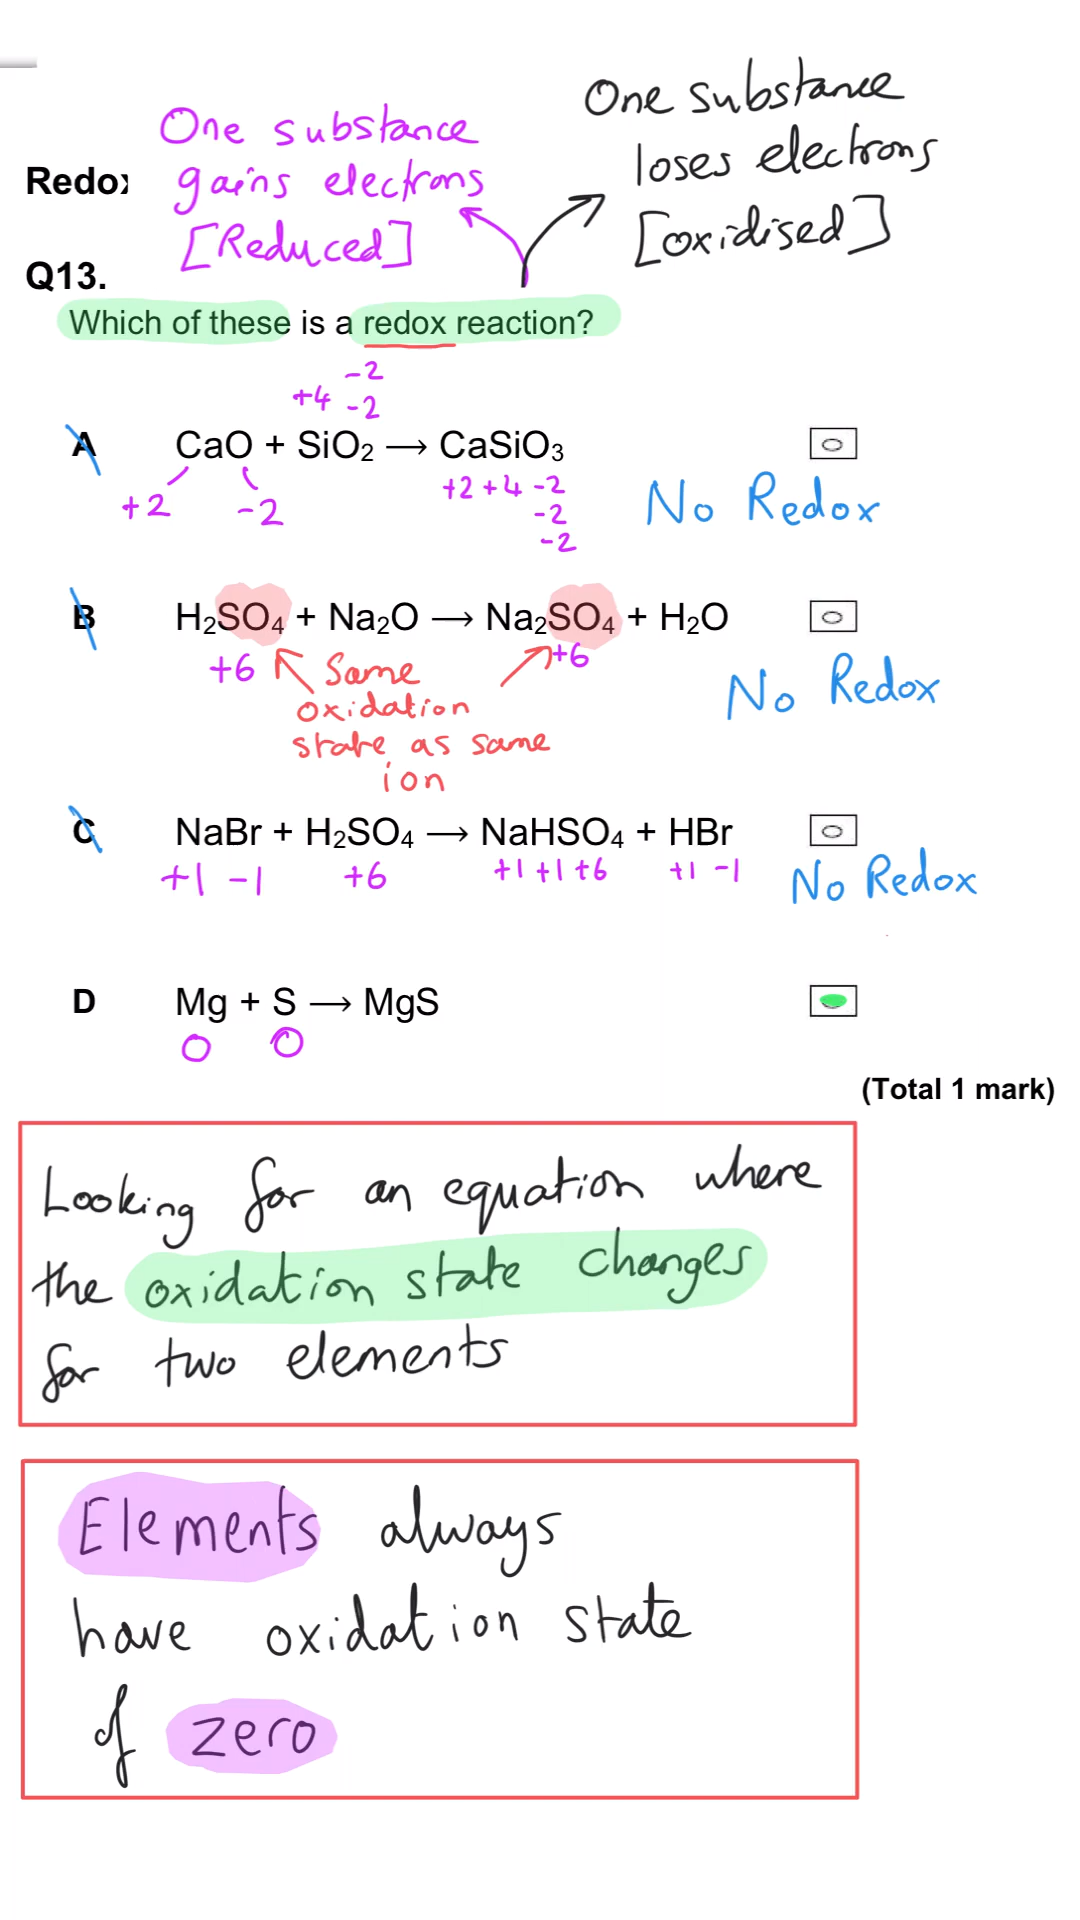 One substance
gains electrons
[Reduced]
One substance
loses electrons
[oxidised]
Redox
Q13.
Which of these is a redox reaction?
-2
+4 -2
A CaO + SiO₂ ⟶ CaSiO₃
+2 -2
+2 +4 -2
-2
-2
No Redox
B H₂SO₄ + Na₂O ⟶ Na₂SO₄ + H₂O
+6
+6
Same
oxidation
state as same
ion
No Redox
C NaBr + H₂SO₄ ⟶ NaHSO₄ + HBr
+1 -1 +6 +1 +1 +6 +1 -1
No Redox
D Mg + S ⟶ MgS
0 0
(Total 1 mark)
Looking for an equation where
the oxidation state changes
for two elements
Elements always
have oxidation state
of zero